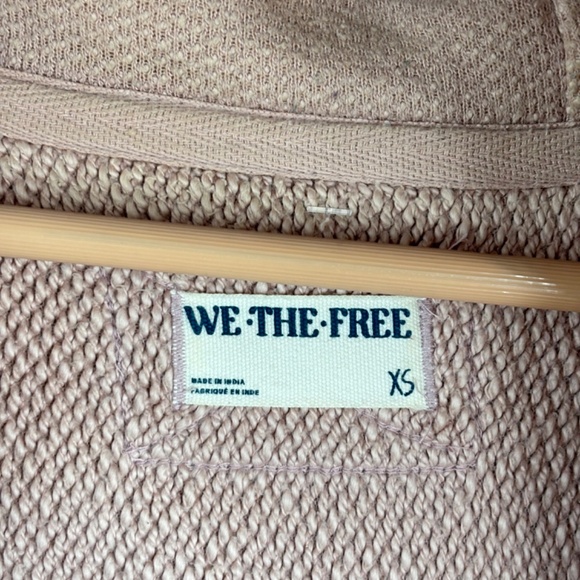 WE·THE·FREE
MADE IN INDIA
FABRIQUÉ EN INDE
XS